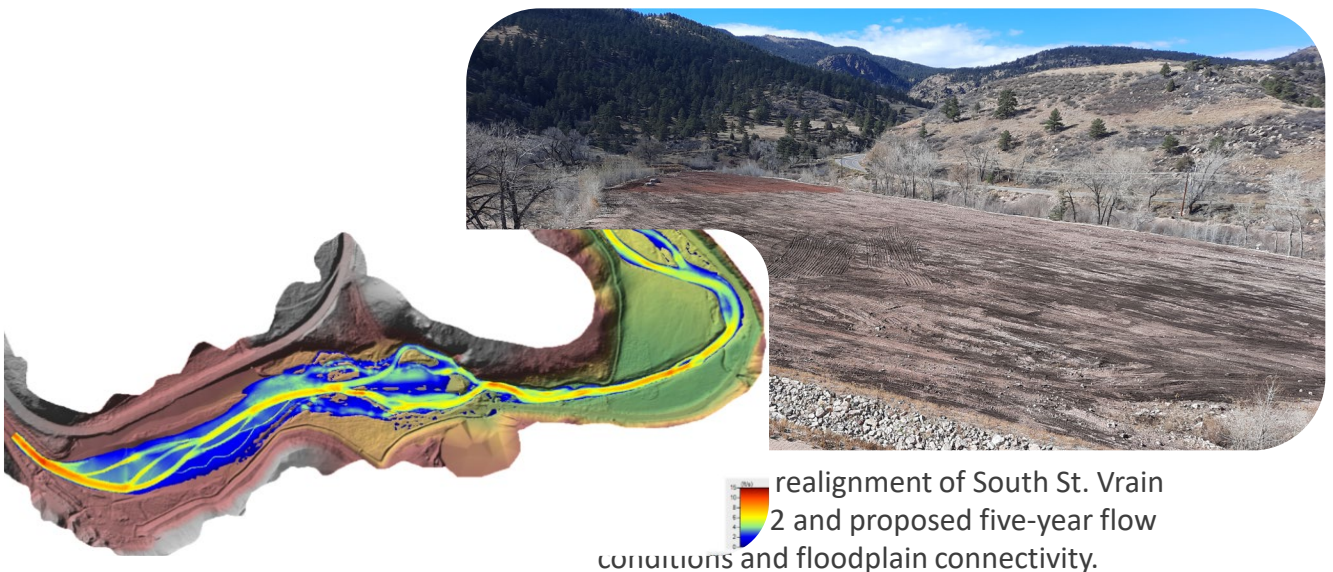 realignment of South St. Vrain
2 and proposed five-year flow
conditions and floodplain connectivity.